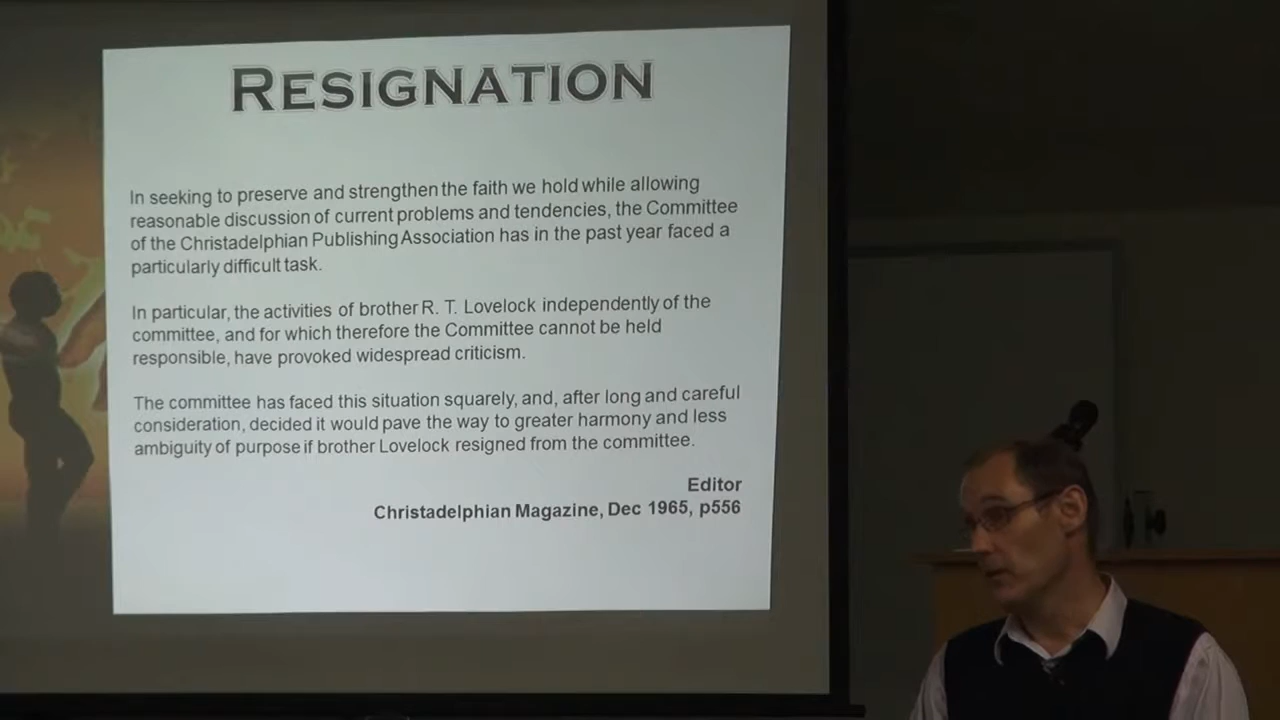 RESIGNATION
In seeking to preserve and strengthen the faith we hold while allowing
reasonable discussion of current problems and tendencies, the Committee
of the Christadelphian Publishing Association has in the past year faced a
particularly difficult task.
In particular, the activities of brother R. T. Lovelock independently of the
committee, and for which therefore the Committee cannot be held
responsible, have provoked widespread criticism.
The committee has faced this situation squarely, and, after long and careful
consideration, decided it would pave the way to greater harmony and less
ambiguity of purpose if brother Lovelock resigned from the committee.
Editor
Christadelphian Magazine, Dec 1965, p556